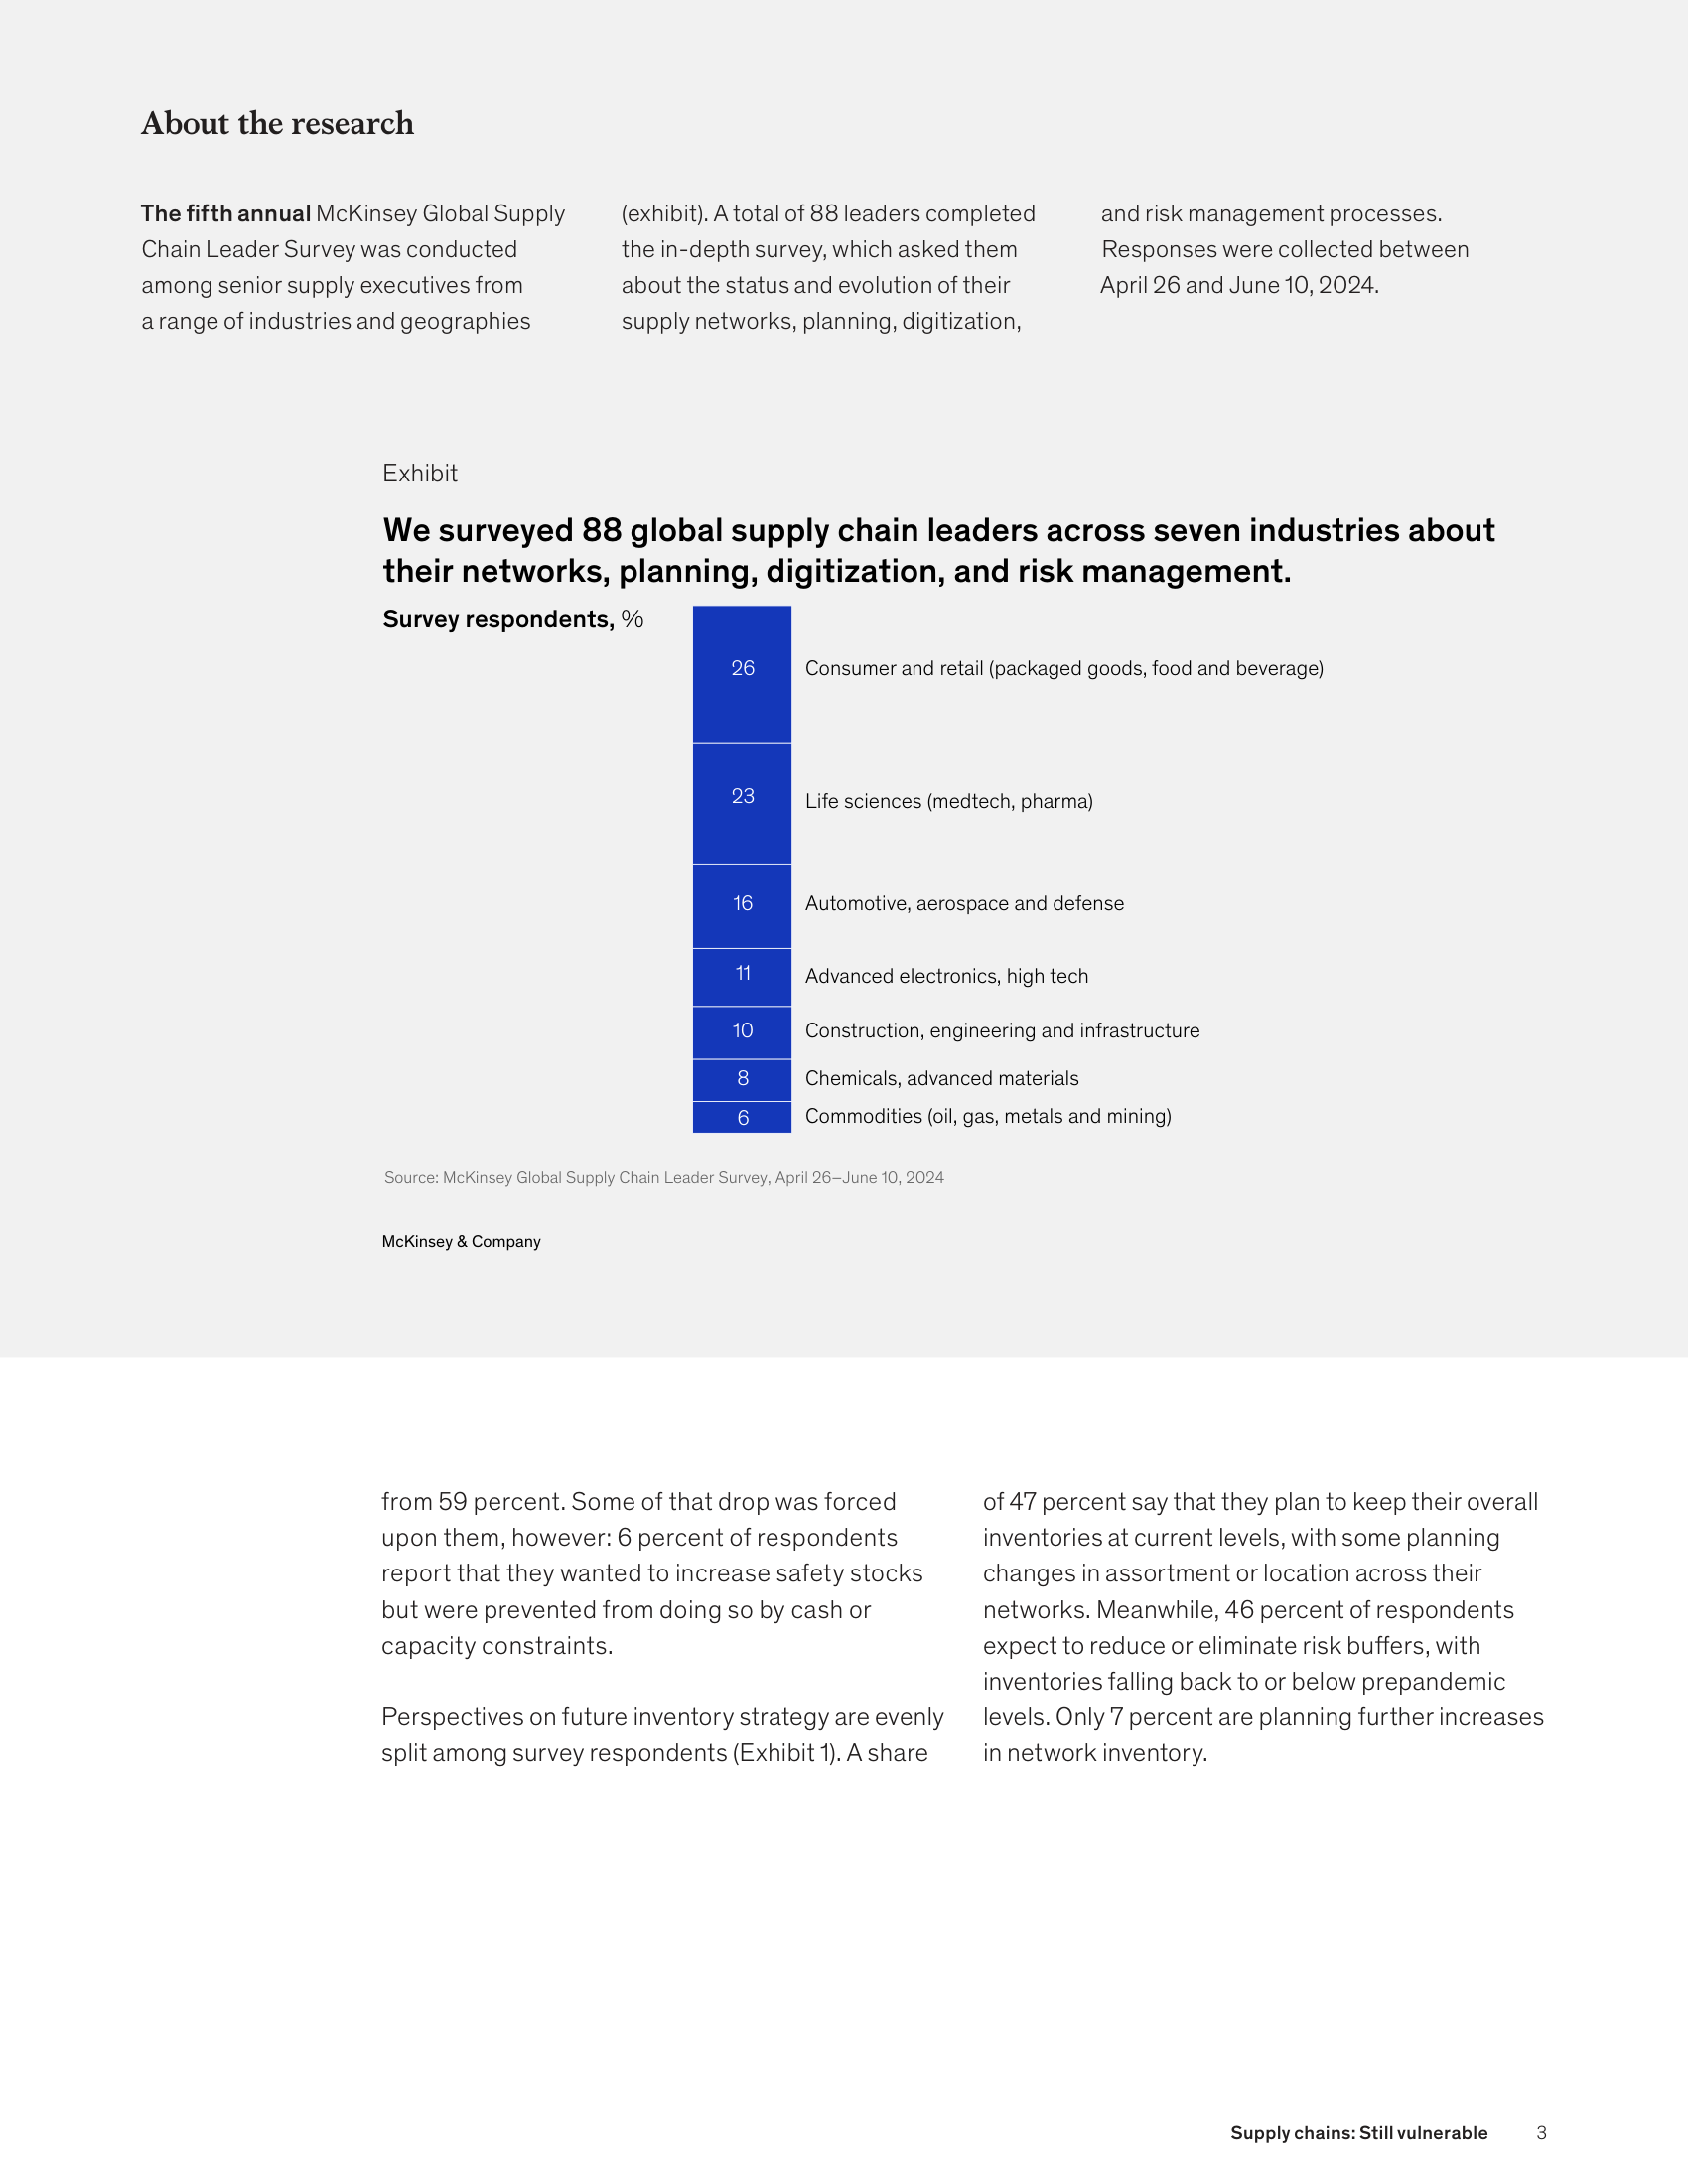 About the research
The fifth annual McKinsey Global Supply
Chain Leader Survey was conducted
among senior supply executives from
a range of industries and geographies
(exhibit). A total of 88 leaders completed
the in-depth survey, which asked them
about the status and evolution of their
supply networks, planning, digitization,
and risk management processes.
Responses were collected between
April 26 and June 10, 2024.
Exhibit
We surveyed 88 global supply chain leaders across seven industries about
their networks, planning, digitization, and risk management.
Survey respondents, %
26 Consumer and retail (packaged goods, food and beverage)
23 Life sciences (medtech, pharma)
16 Automotive, aerospace and defense
11 Advanced electronics, high tech
10 Construction, engineering and infrastructure
8 Chemicals, advanced materials
6 Commodities (oil, gas, metals and mining)
Source: McKinsey Global Supply Chain Leader Survey, April 26–June 10, 2024
McKinsey & Company
from 59 percent. Some of that drop was forced
upon them, however: 6 percent of respondents
report that they wanted to increase safety stocks
but were prevented from doing so by cash or
capacity constraints.
Perspectives on future inventory strategy are evenly
split among survey respondents (Exhibit 1). A share
of 47 percent say that they plan to keep their overall
inventories at current levels, with some planning
changes in assortment or location across their
networks. Meanwhile, 46 percent of respondents
expect to reduce or eliminate risk buffers, with
inventories falling back to or below prepandemic
levels. Only 7 percent are planning further increases
in network inventory.
Supply chains: Still vulnerable 3